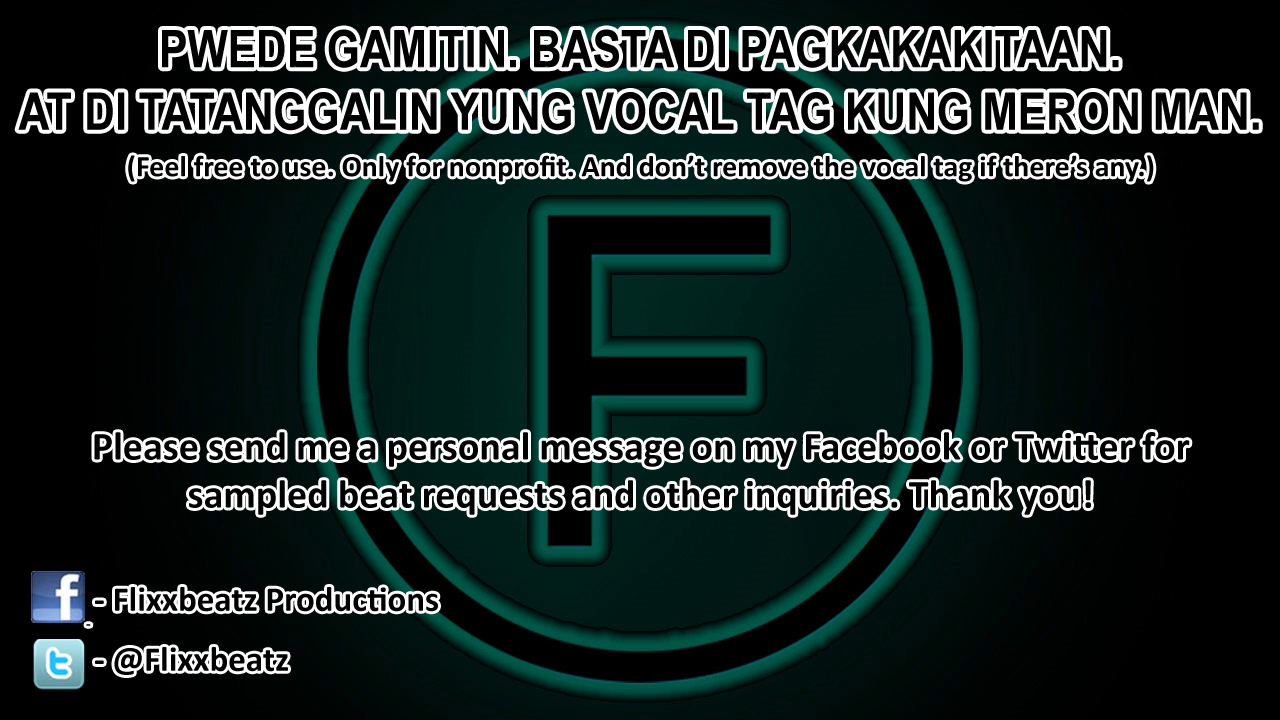 PWEDE GAMITIN. BASTA DI PAGKAKAKITAAN.
AT DI TATANGGALIN YUNG VOCAL TAG KUNG MERON MAN.
(Feel free to use. Only for nonprofit. And don't remove the vocal tag if there's any.)
F
Please send me a personal message on my Facebook or Twitter for
sampled beat requests and other inquiries. Thank you!
f - Flixxbeatz Productions
-
t - @Flixxbeatz